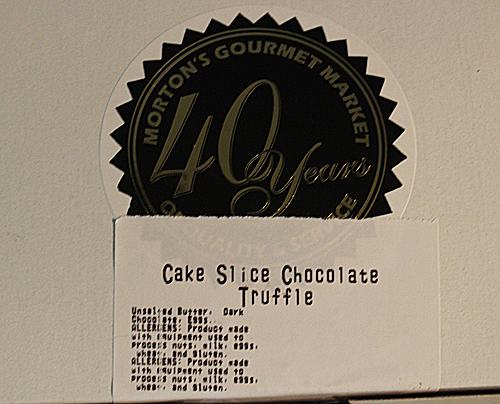 MORTON'S GOURMET MARKET
40 Years
OF QUALITY & SERVICE
Cake Slice Chocolate
Truffle
Unsalted Butter, Dark
Chocolate, Eggs.
ALLERGENS: Product made
with equipment used to
process nuts, milk, eggs,
wheat, and gluten.
ALLERGENS: Product made
with equipment used to
process nuts, milk, eggs,
wheat, and gluten.